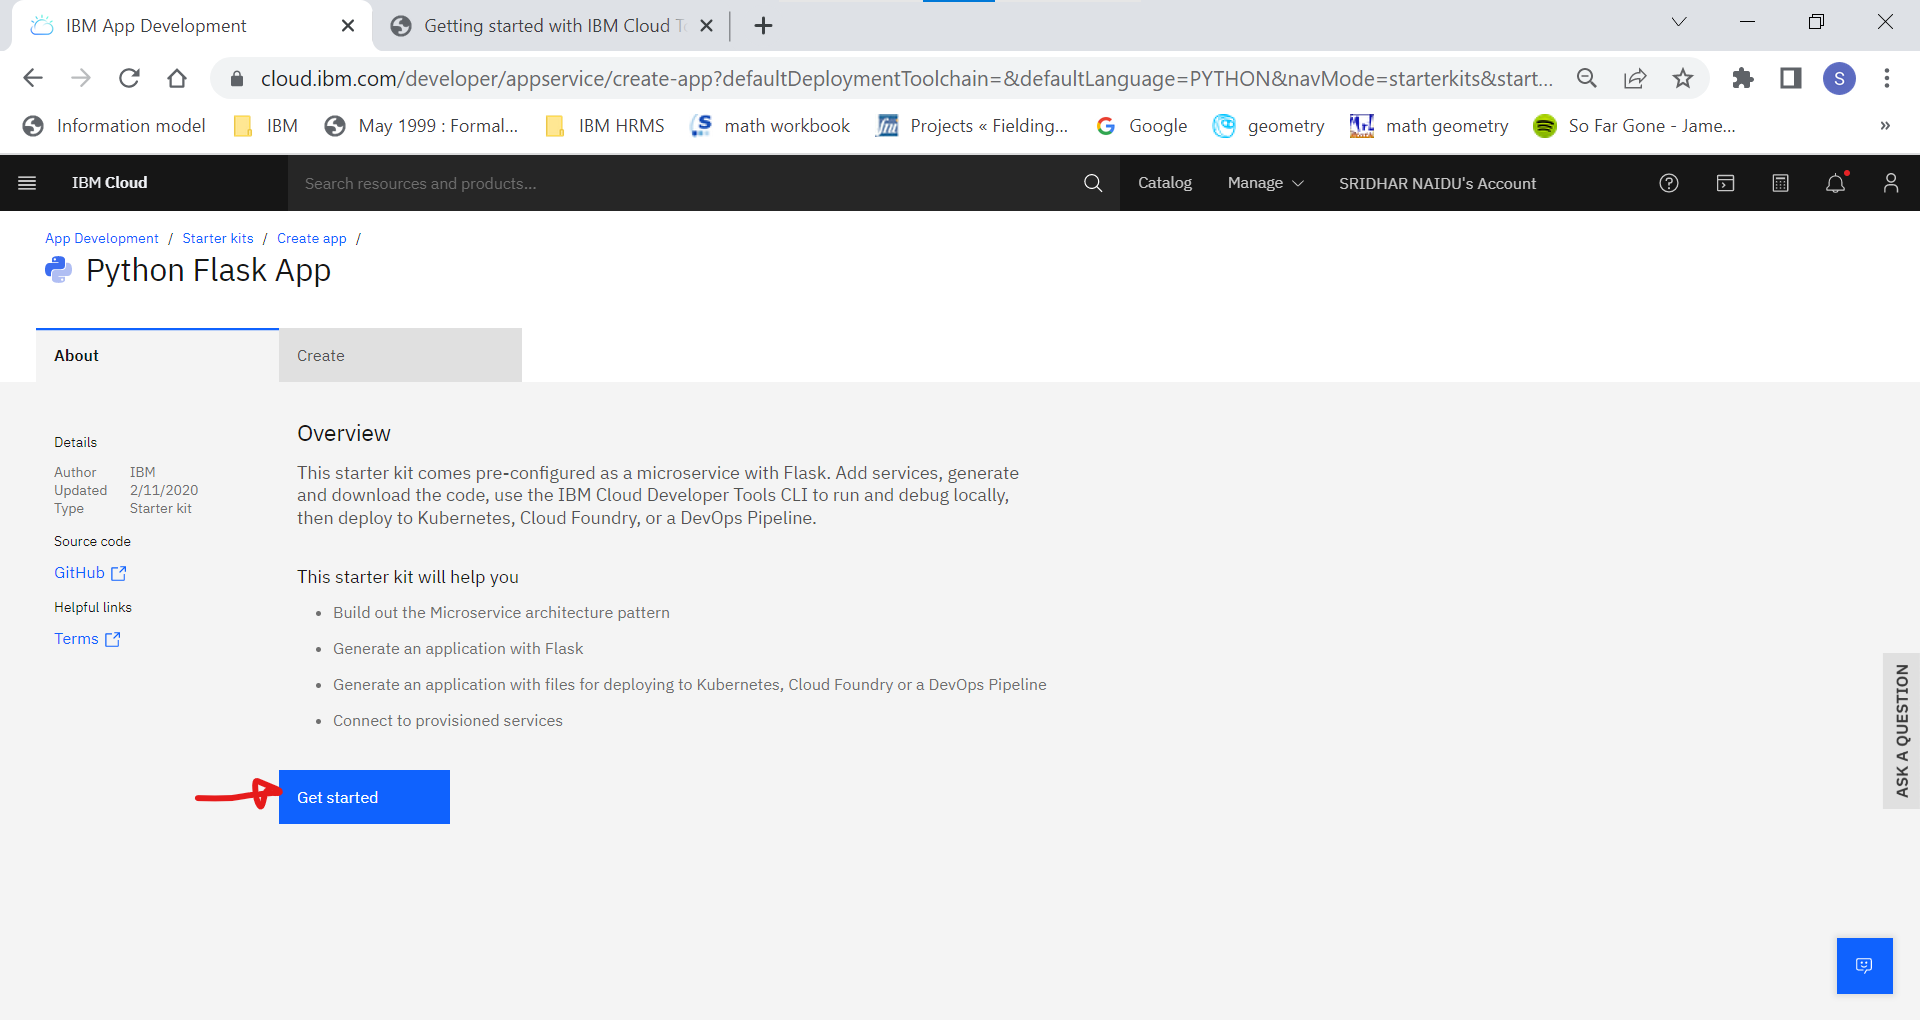 IBM App Development
Getting started with IBM Cloud T
cloud.ibm.com/developer/appservice/create-app?defaultDeploymentToolchain=&defaultLanguage=PYTHON&navMode=starterkits&start...
S
Information model
IBM
May 1999 : Formal...
IBM HRMS
math workbook
Projects « Fielding...
Google
geometry
math geometry
So Far Gone - Jame...
»
IBM Cloud
Search resources and products...
Catalog
Manage
SRIDHAR NAIDU's Account
App Development / Starter kits / Create app /
Python Flask App
About
Create
Details
Author IBM
Updated 2/11/2020
Type Starter kit
Source code
GitHub
Helpful links
Terms
Overview
This starter kit comes pre-configured as a microservice with Flask. Add services, generate
and download the code, use the IBM Cloud Developer Tools CLI to run and debug locally,
then deploy to Kubernetes, Cloud Foundry, or a DevOps Pipeline.
This starter kit will help you
• Build out the Microservice architecture pattern
• Generate an application with Flask
• Generate an application with files for deploying to Kubernetes, Cloud Foundry or a DevOps Pipeline
• Connect to provisioned services
Get started
ASK A QUESTION